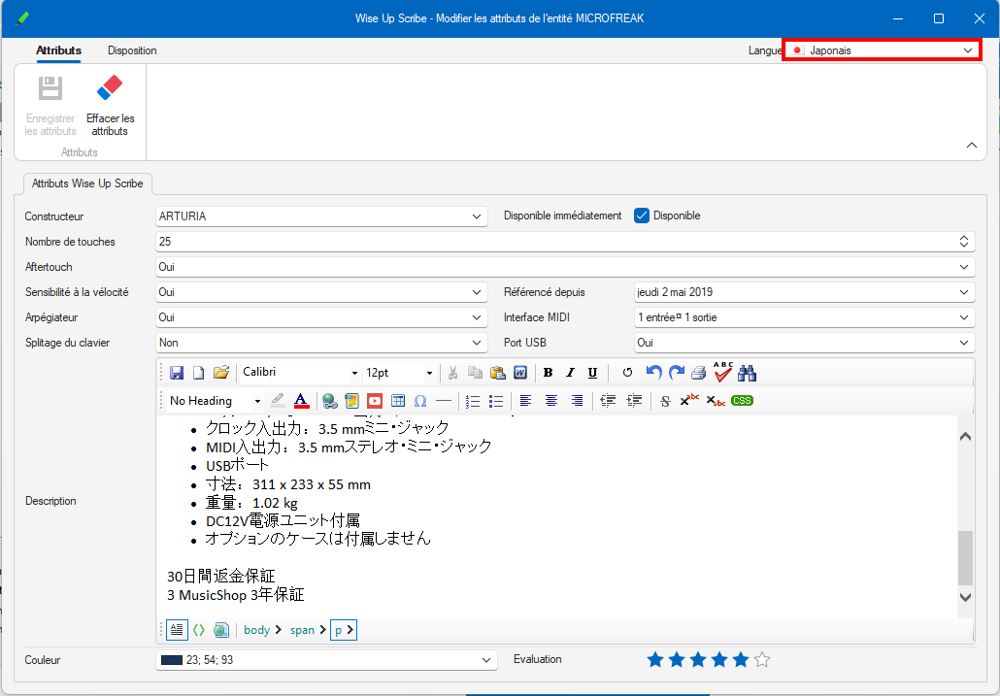 Wise Up Scribe - Modifier les attributs de l'entité MICROFREAK
Attributs Disposition Langue Japonais
Enregistrer les attributs
Effacer les attributs
Attributs
Attributs Wise Up Scribe
Constructeur ARTURIA Disponible immédiatement Disponible
Nombre de touches 25
Aftertouch Oui
Sensibilité à la vélocité Oui Référencé depuis jeudi 2 mai 2019
Arpégiateur Oui Interface MIDI 1 entrée¤ 1 sortie
Splitage du clavier Non Port USB Oui
Calibri 12pt B I U ABC
No Heading A Ω S abc abc CSS
クロック入出力：3.5 mmミニ・ジャック
MIDI入出力：3.5 mmステレオ・ミニ・ジャック
USBポート
寸法：311 x 233 x 55 mm
重量：1.02 kg
DC12V電源ユニット付属
オプションのケースは付属しません
Description
30日間返金保証
3 MusicShop 3年保証
body span p
Couleur 23; 54; 93 Evaluation